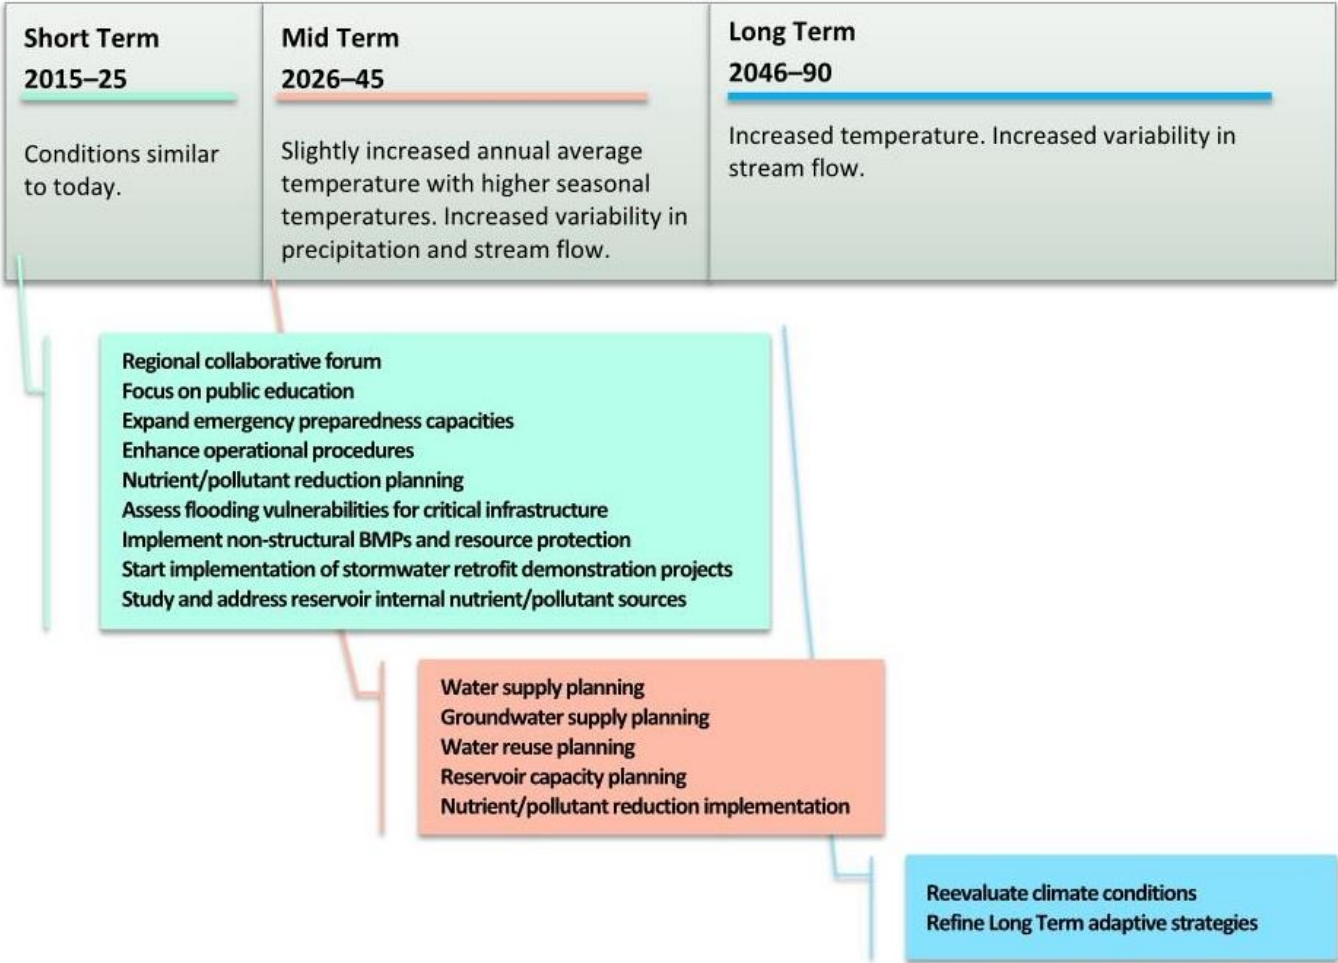 Short Term
2015–25
Conditions similar
to today.
Mid Term
2026–45
Slightly increased annual average
temperature with higher seasonal
temperatures. Increased variability in
precipitation and stream flow.
Long Term
2046–90
Increased temperature. Increased variability in
stream flow.
Regional collaborative forum
Focus on public education
Expand emergency preparedness capacities
Enhance operational procedures
Nutrient/pollutant reduction planning
Assess flooding vulnerabilities for critical infrastructure
Implement non-structural BMPs and resource protection
Start implementation of stormwater retrofit demonstration projects
Study and address reservoir internal nutrient/pollutant sources
Water supply planning
Groundwater supply planning
Water reuse planning
Reservoir capacity planning
Nutrient/pollutant reduction implementation
Reevaluate climate conditions
Refine Long Term adaptive strategies